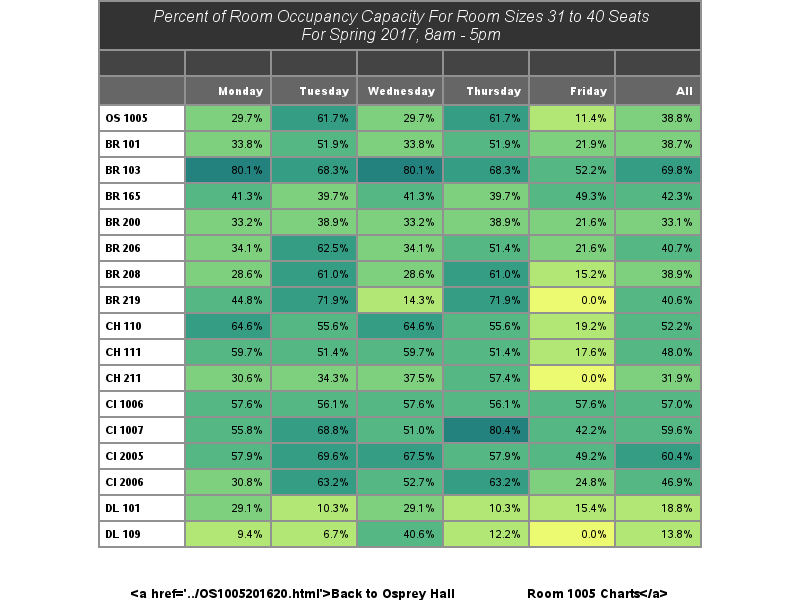 Percent of Room Occupancy Capacity For Room Sizes 31 to 40 Seats
For Spring 2017, 8am - 5pm
Monday Tuesday Wednesday Thursday Friday All
OS 1005 29.7% 61.7% 29.7% 61.7% 11.4% 38.8%
BR 101 33.8% 51.9% 33.8% 51.9% 21.9% 38.7%
BR 103 80.1% 68.3% 80.1% 68.3% 52.2% 69.8%
BR 165 41.3% 39.7% 41.3% 39.7% 49.3% 42.3%
BR 200 33.2% 38.9% 33.2% 38.9% 21.6% 33.1%
BR 206 34.1% 62.5% 34.1% 51.4% 21.6% 40.7%
BR 208 28.6% 61.0% 28.6% 61.0% 15.2% 38.9%
BR 219 44.8% 71.9% 14.3% 71.9% 0.0% 40.6%
CH 110 64.6% 55.6% 64.6% 55.6% 19.2% 52.2%
CH 111 59.7% 51.4% 59.7% 51.4% 17.6% 48.0%
CH 211 30.6% 34.3% 37.5% 57.4% 0.0% 31.9%
CI 1006 57.6% 56.1% 57.6% 56.1% 57.6% 57.0%
CI 1007 55.8% 68.8% 51.0% 80.4% 42.2% 59.6%
CI 2005 57.9% 69.6% 67.5% 57.9% 49.2% 60.4%
CI 2006 30.8% 63.2% 52.7% 63.2% 24.8% 46.9%
DL 101 29.1% 10.3% 29.1% 10.3% 15.4% 18.8%
DL 109 9.4% 6.7% 40.6% 12.2% 0.0% 13.8%
&lt;a href='../OS1005201620.html'&gt;Back to Osprey Hall Room 1005 Charts&lt;/a&gt;